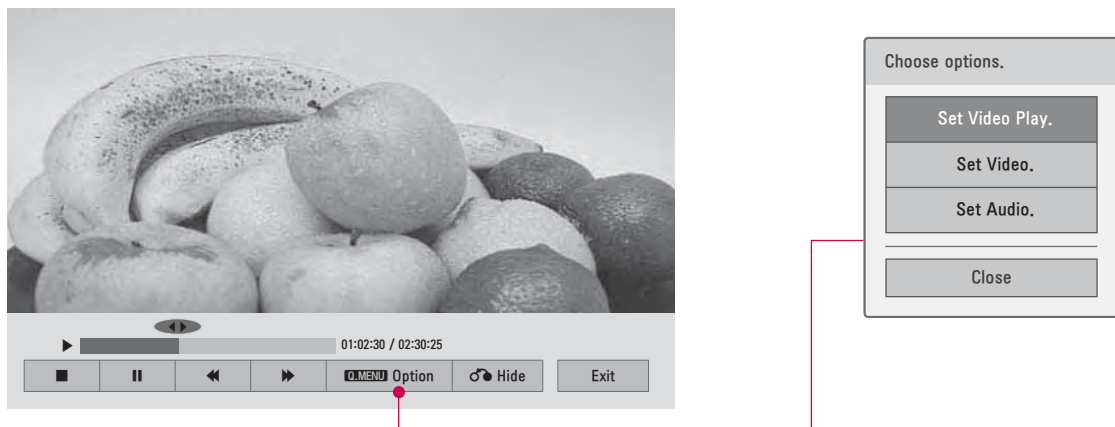 01:02:30 / 02:30:25
Q.MENU Option
Hide
Exit
Choose options.
Set Video Play.
Set Video.
Set Audio.
Close